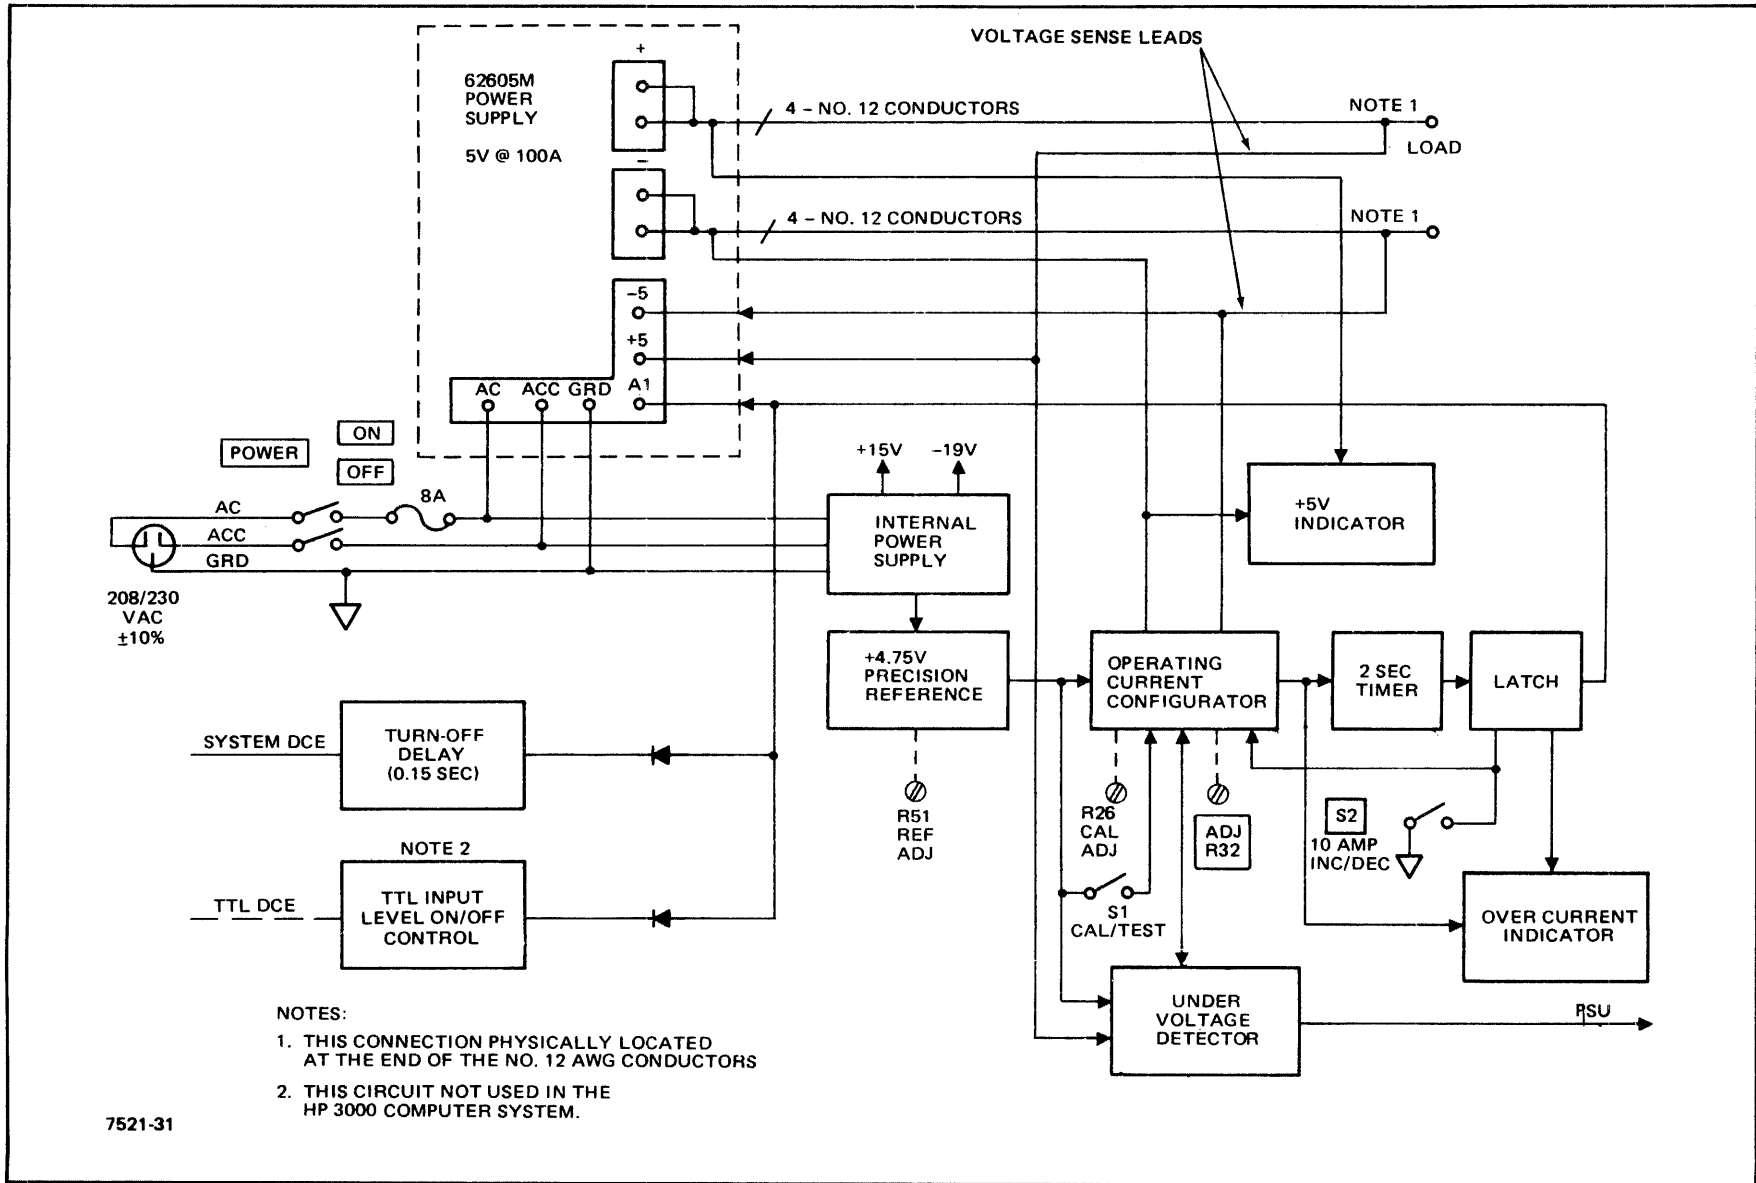 VOLTAGE SENSE LEADS
+
62605M
POWER
SUPPLY
5V @ 100A
4 – NO. 12 CONDUCTORS
NOTE 1
LOAD
–
4 – NO. 12 CONDUCTORS
NOTE 1
–5
+5
A1
AC
ACC
GRD
POWER
ON
OFF
8A
AC
ACC
GRD
208/230
VAC
±10%
+15V
–19V
INTERNAL
POWER
SUPPLY
+5V
INDICATOR
+4.75V
PRECISION
REFERENCE
OPERATING
CURRENT
CONFIGURATOR
2 SEC
TIMER
LATCH
SYSTEM DCE
TURN-OFF
DELAY
(0.15 SEC)
R51
REF
ADJ
R26
CAL
ADJ
ADJ
R32
S2
10 AMP
INC/DEC
NOTE 2
TTL DCE
TTL INPUT
LEVEL ON/OFF
CONTROL
S1
CAL/TEST
OVER CURRENT
INDICATOR
UNDER
VOLTAGE
DETECTOR
PSU
NOTES:
1. THIS CONNECTION PHYSICALLY LOCATED
AT THE END OF THE NO. 12 AWG CONDUCTORS
2. THIS CIRCUIT NOT USED IN THE
HP 3000 COMPUTER SYSTEM.
7521-31